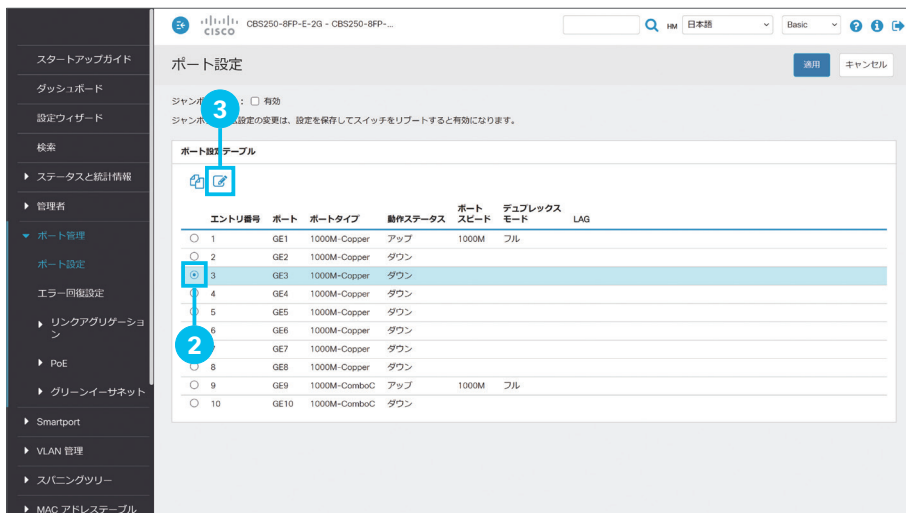 CISCO CBS250-8FP-E-2G - CBS250-8FP-... HM 日本語 Basic
スタートアップガイド
ダッシュボード
設定ウィザード
検索
ステータスと統計情報
管理者
ポート管理
ポート設定
エラー回復設定
リンクアグリゲーショ
ン
PoE
グリーンイーサネット
Smartport
VLAN 管理
スパニングツリー
MAC アドレステーブル
ポート設定 適用 キャンセル
ジャンボ : 有効
ジャンボ 設定の変更は、設定を保存してスイッチをリブートすると有効になります。
3
ポート設定テーブル
エントリ番号 ポート ポートタイプ 動作ステータス ポート スピード デュプレックス モード LAG
1 GE1 1000M-Copper アップ 1000M フル
2 GE2 1000M-Copper ダウン
3 GE3 1000M-Copper ダウン
4 GE4 1000M-Copper ダウン
5 GE5 1000M-Copper ダウン
6 GE6 1000M-Copper ダウン
2
GE7 1000M-Copper ダウン
8 GE8 1000M-Copper ダウン
9 GE9 1000M-ComboC アップ 1000M フル
10 GE10 1000M-ComboC ダウン